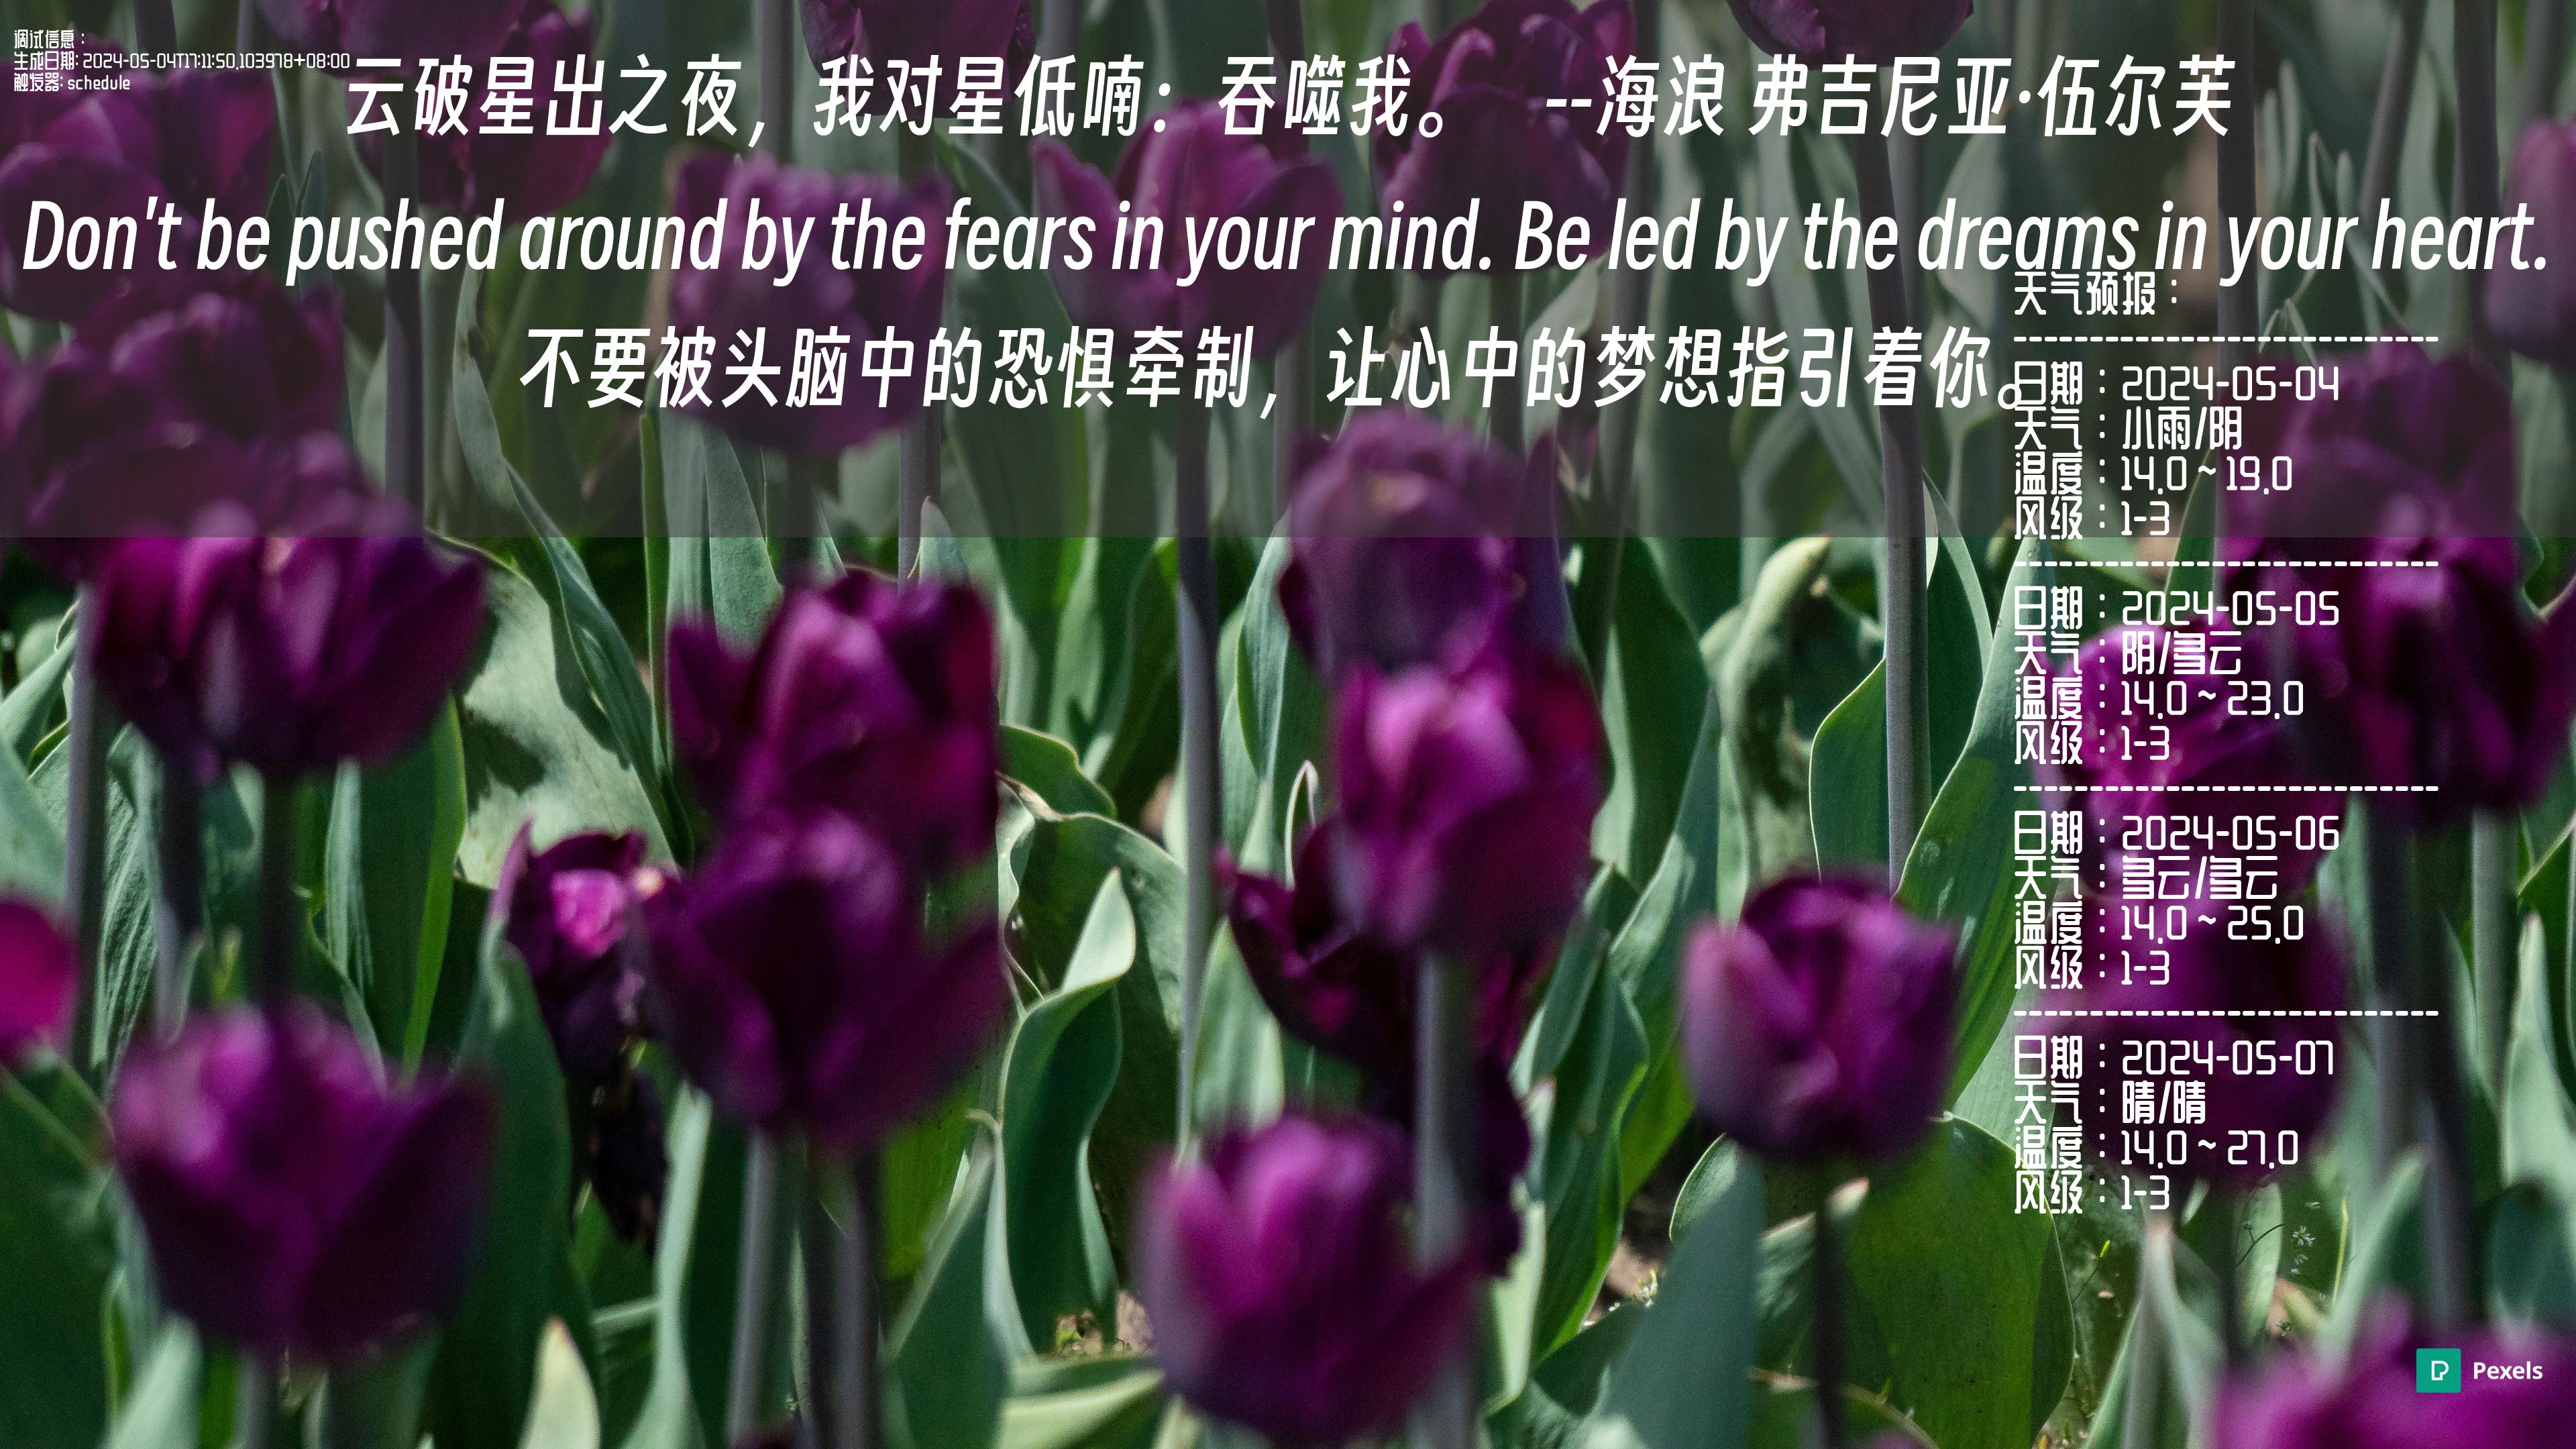 调试信息：
生成日期: 2024-05-04T17:11:50.103978+08:00
触发器: schedule
云破星出之夜，我对星低喃：吞噬我。 --海浪 弗吉尼亚·伍尔芙
Don't be pushed around by the fears in your mind. Be led by the dreams in your heart.
不要被头脑中的恐惧牵制，让心中的梦想指引着你。
天气预报：
----------------------------
日期：2024-05-04
天气：小雨/阴
温度：14.0 ~ 19.0
风级：1-3
----------------------------
日期：2024-05-05
天气：阴/多云
温度：14.0 ~ 23.0
风级：1-3
----------------------------
日期：2024-05-06
天气：多云/多云
温度：14.0 ~ 25.0
风级：1-3
----------------------------
日期：2024-05-07
天气：晴/晴
温度：14.0 ~ 27.0
风级：1-3
Pexels